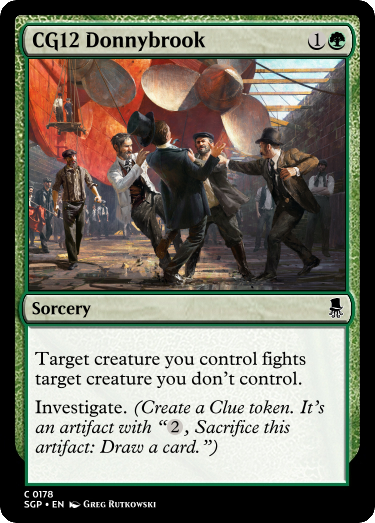 CG12 Donnybrook 1
Sorcery
Target creature you control fights
target creature you don't control.
Investigate. (Create a Clue token. It's
an artifact with “2, Sacrifice this
artifact: Draw a card.”)
C 0178
SGP • EN Greg Rutkowski